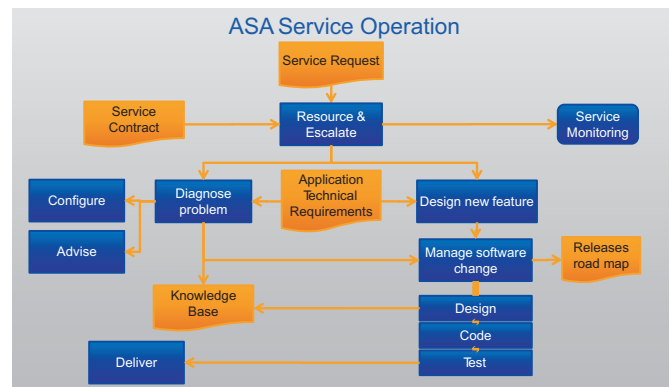 ASA Service Operation
Service Request
Service
Contract
Resource &
Escalate
Service
Monitoring
Configure
Diagnose
problem
Application
Technical
Requirements
Design new feature
Advise
Manage software
change
Releases
road map
Knowledge
Base
Design
Code
Deliver
Test